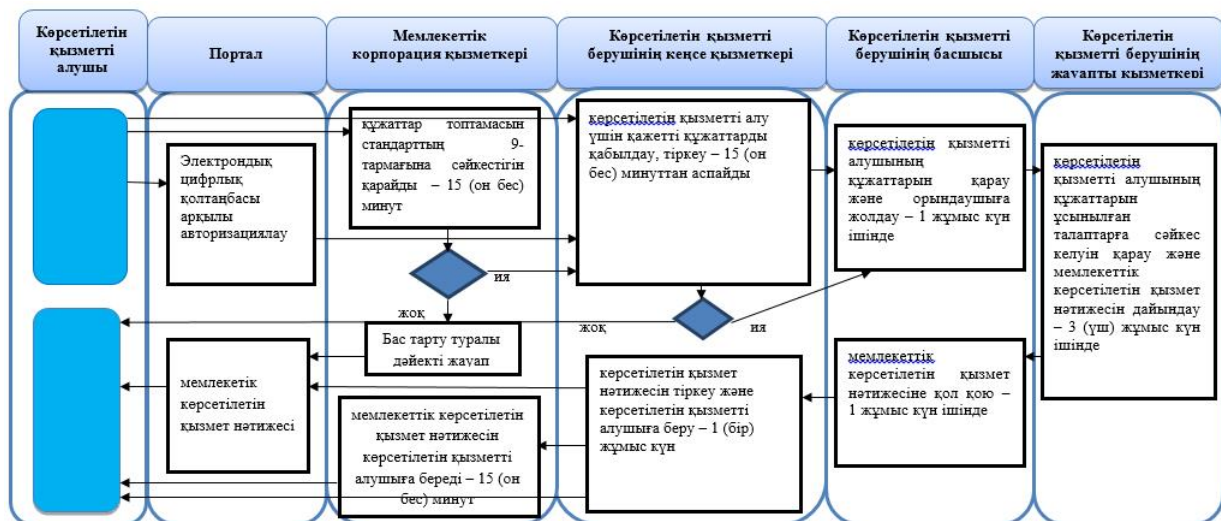 Көрсетілетін
қызметті
алушы
Портал
Мемлекеттік
корпорация қызметкері
Көрсетілетін қызметті
берушінің кеңсе қызметкері
Көрсетілетін қызметті
берушінің басшысы
Көрсетілетін
қызметті берушінің
жауапты қызметкері
Электрондық
цифрлық
қолтаңбасы
арқылы
авторизациялау
құжаттар топтамасын
стандарттың 9-
тармағына сәйкестігін
қарайды – 15 (он бес)
минут
көрсетілетін қызметті алу
үшін қажетті құжаттарды
қабылдау, тіркеу – 15 (он
бес) минуттан аспайды
көрсетілетін қызметті
алушының
құжаттарын қарау
және орындаушыға
жолдау – 1 жұмыс күн
ішінде
көрсетілетін
қызметті алушының
құжаттарын
ұсынылған
талаптарға сәйкес
келуін қарау және
мемлекеттік
көрсетілетін қызмет
нәтижесін дайындау
– 3 (үш) жұмыс күн
ішінде
ия
жоқ
жоқ
ия
Бас тарту туралы
дәйекті жауап
мемлекетік
көрсетілетін
қызмет нәтижесі
мемлекеттік көрсетілетін
қызмет нәтижесін
көрсетілетін қызметті
алушыға береді – 15 (он
бес) минут
көрсетілетін қызмет
нәтижесін тіркеу және
көрсетілетін қызметті
алушыға беру – 1 (бір)
жұмыс күн
мемлекеттік
көрсетілетін қызмет
нәтижесіне қол қою –
1 жұмыс күн ішінде